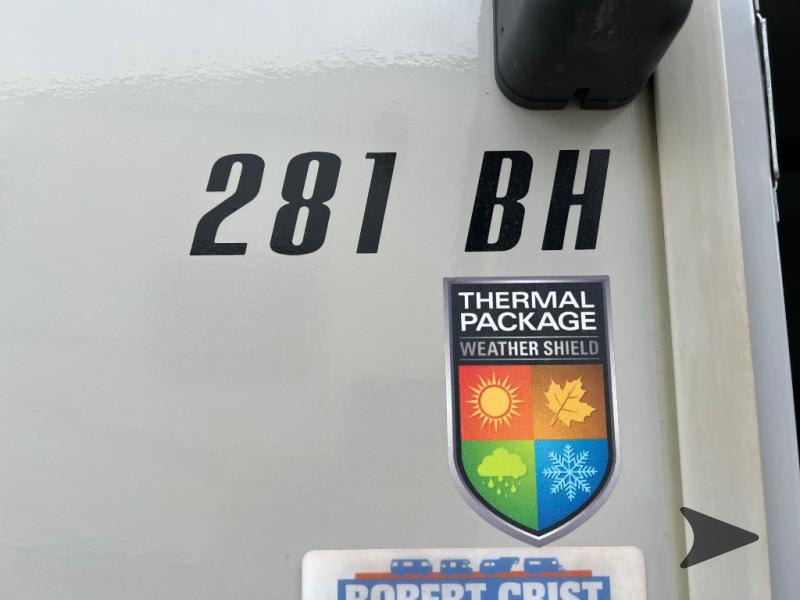 281 BH
THERMAL
PACKAGE
WEATHER SHIELD
ROBERT CRIST